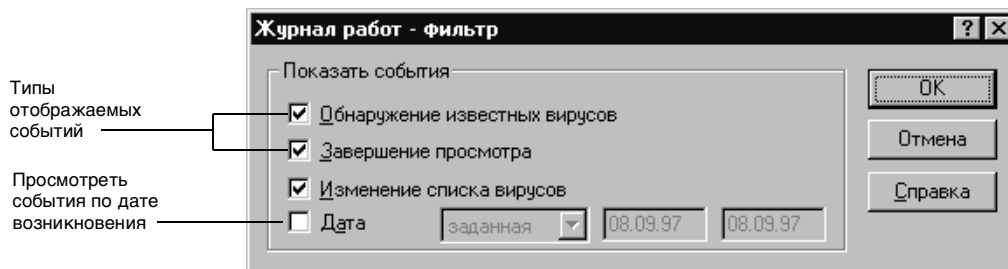 Журнал работ - Фильтр
Показать события
Типы
отображаемых
событий
Обнаружение известных вирусов
Завершение просмотра
Изменение списка вирусов
Просмотреть
события по дате
возникновения
Дата заданная 08.09.97 08.09.97
OK
Отмена
Справка